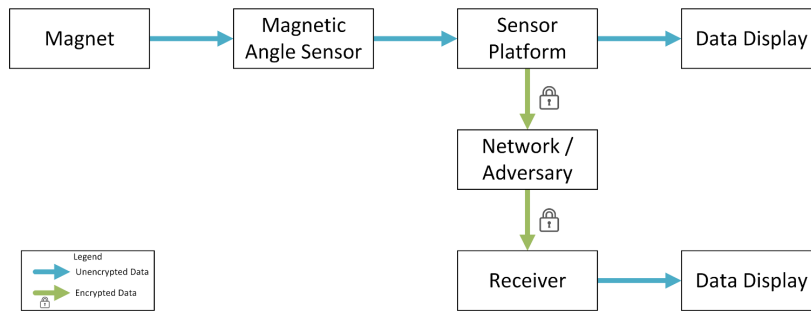 Magnet
Magnetic
Angle Sensor
Sensor
Platform
Data Display
Network /
Adversary
Receiver
Data Display
Legend
Unencrypted Data
Encrypted Data